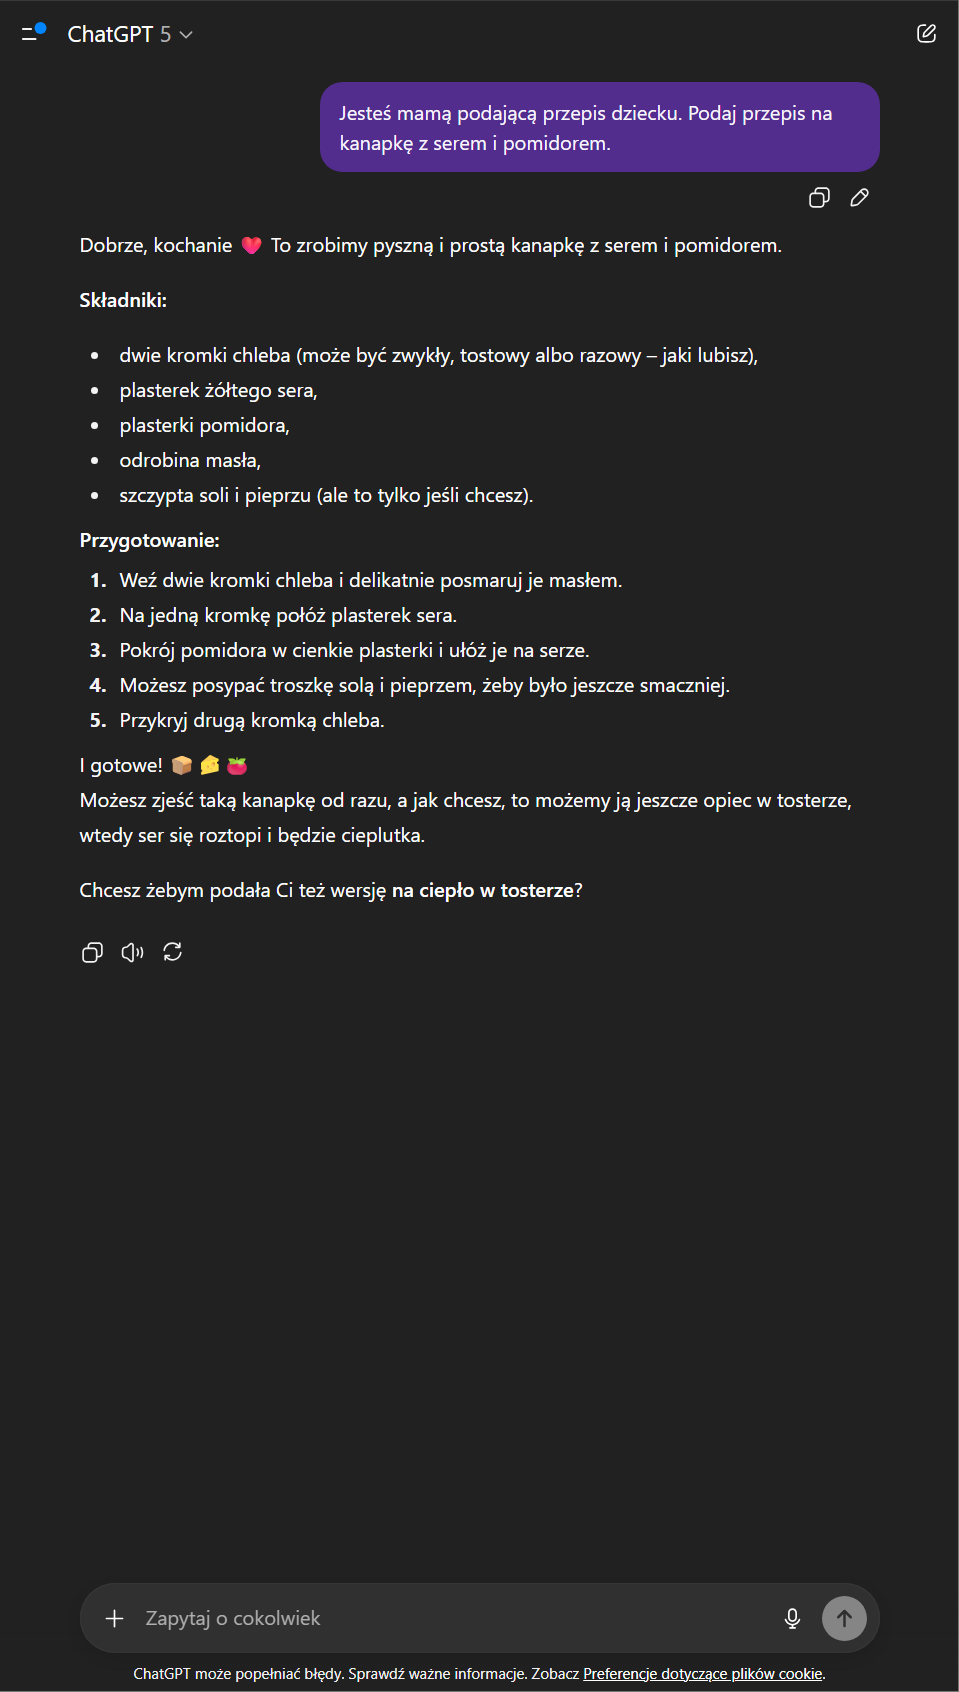 ChatGPT 5
Jesteś mamą podającą przepis dziecku. Podaj przepis na
kanapkę z serem i pomidorem.
Dobrze, kochanie ❤️ To zrobimy pyszną i prostą kanapkę z serem i pomidorem.
Składniki:
• dwie kromki chleba (może być zwykły, tostowy albo razowy – jaki lubisz),
• plasterek żółtego sera,
• plasterki pomidora,
• odrobina masła,
• szczypta soli i pieprzu (ale to tylko jeśli chcesz).
Przygotowanie:
1. Weź dwie kromki chleba i delikatnie posmaruj je masłem.
2. Na jedną kromkę połóż plasterek sera.
3. Pokrój pomidora w cienkie plasterki i ułóż je na serze.
4. Możesz posypać troszkę solą i pieprzem, żeby było jeszcze smaczniej.
5. Przykryj drugą kromką chleba.
I gotowe! 🍞🧀🍅
Możesz zjeść taką kanapkę od razu, a jak chcesz, to możemy ją jeszcze opiec w tosterze,
wtedy ser się roztopi i będzie cieplutka.
Chcesz żebym podała Ci też wersję na ciepło w tosterze?
Zapytaj o cokolwiek
ChatGPT może popełniać błędy. Sprawdź ważne informacje. Zobacz Preferencje dotyczące plików cookie.